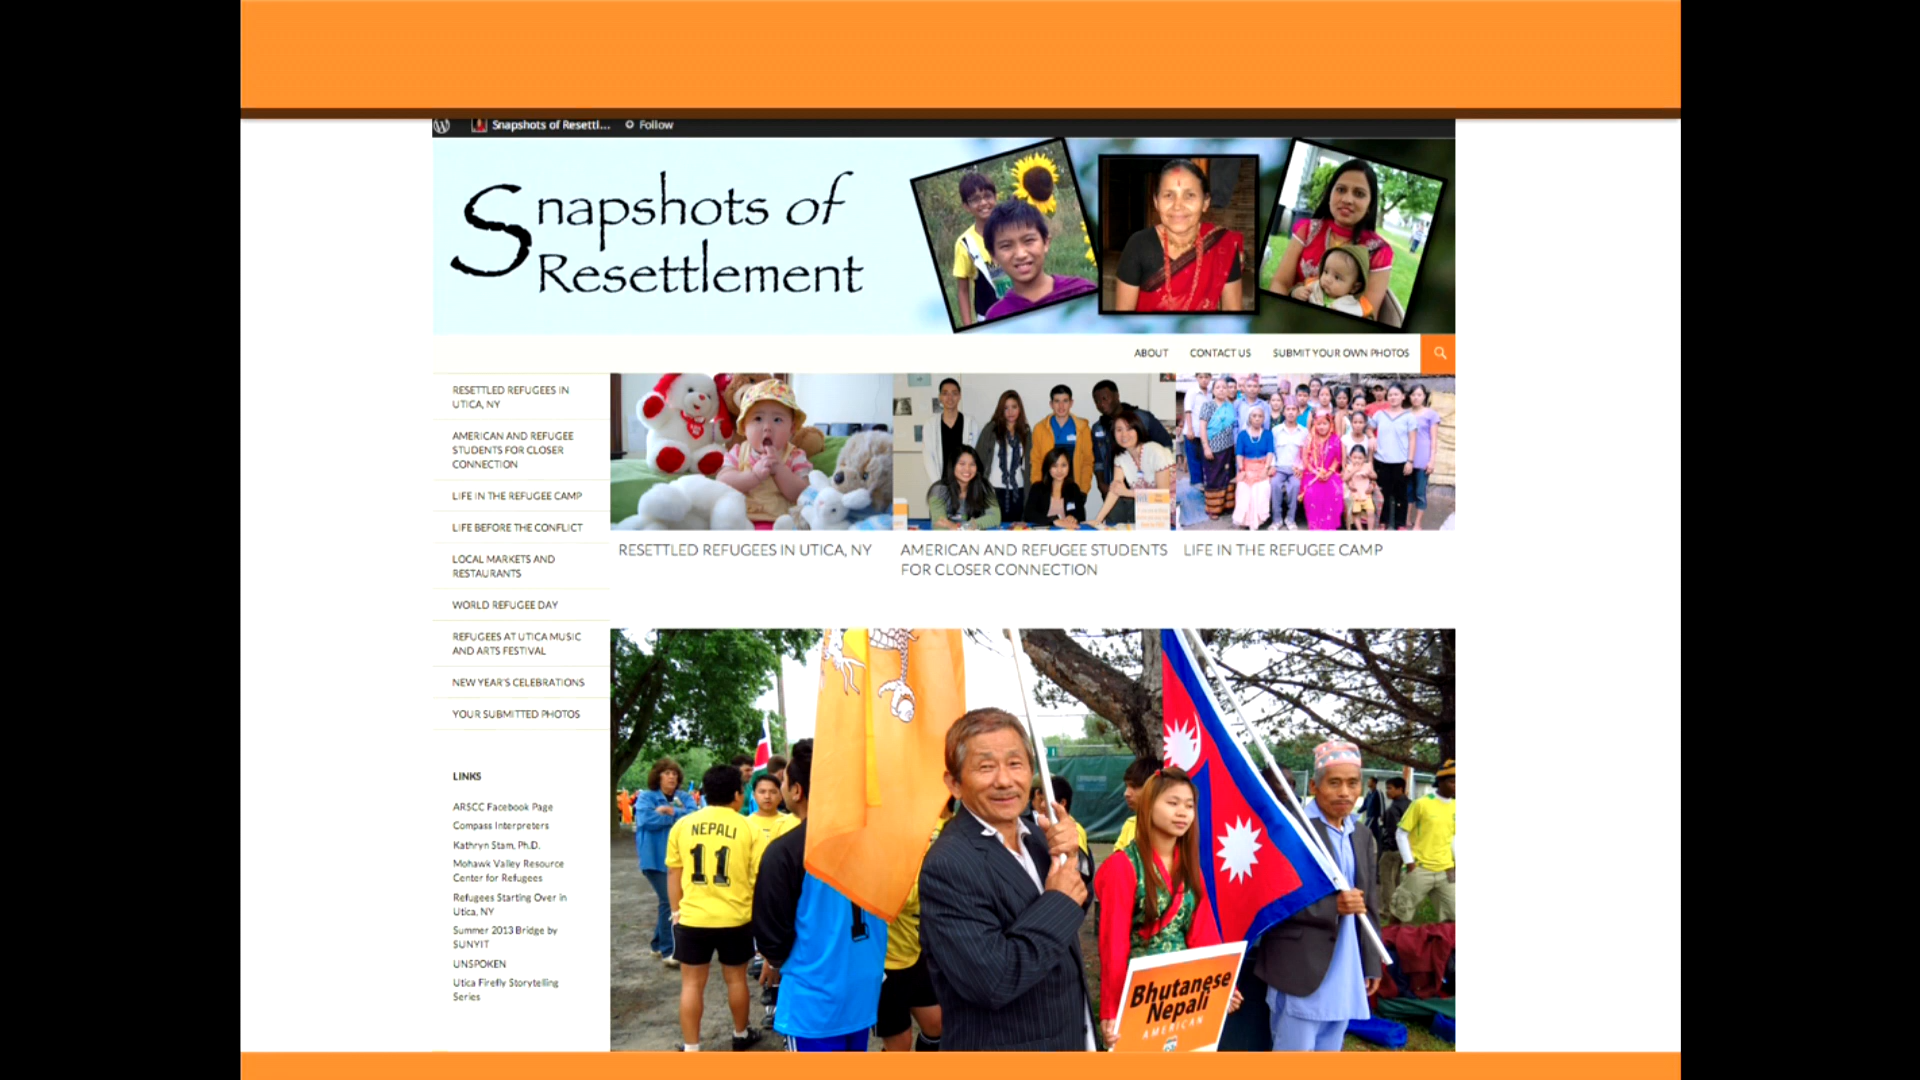 Snapshots of Resettl... Follow
Snapshots of
Resettlement
ABOUT CONTACT US SUBMIT YOUR OWN PHOTOS
RESETTLED REFUGEES IN
UTICA, NY
AMERICAN AND REFUGEE
STUDENTS FOR CLOSER
CONNECTION
LIFE IN THE REFUGEE CAMP
LIFE BEFORE THE CONFLICT
LOCAL MARKETS AND
RESTAURANTS
WORLD REFUGEE DAY
REFUGEES AT UTICA MUSIC
AND ARTS FESTIVAL
NEW YEAR'S CELEBRATIONS
YOUR SUBMITTED PHOTOS
LINKS
ARSCC Facebook Page
Compass Interpreters
Kathryn Stam, Ph.D.
Mohawk Valley Resource
Center for Refugees
Refugees Starting Over in
Utica, NY
Summer 2013 Bridge by
SUNYIT
UNSPOKEN
Utica Firefly Storytelling
Series
RESETTLED REFUGEES IN UTICA, NY
AMERICAN AND REFUGEE STUDENTS
FOR CLOSER CONNECTION
LIFE IN THE REFUGEE CAMP
NEPALI
11
Bhutanese
Nepali
AMERICAN